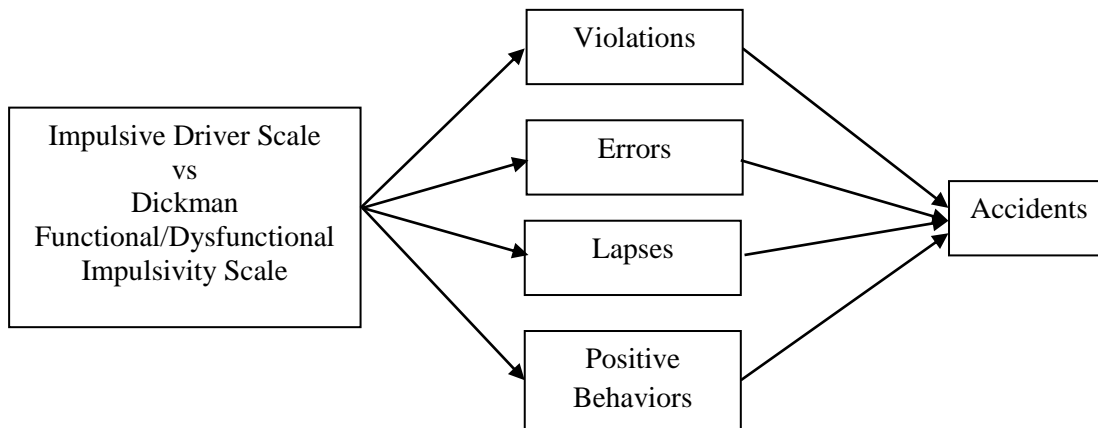 Impulsive Driver Scale
vs
Dickman
Functional/Dysfunctional
Impulsivity Scale
Violations
Errors
Lapses
Positive
Behaviors
Accidents